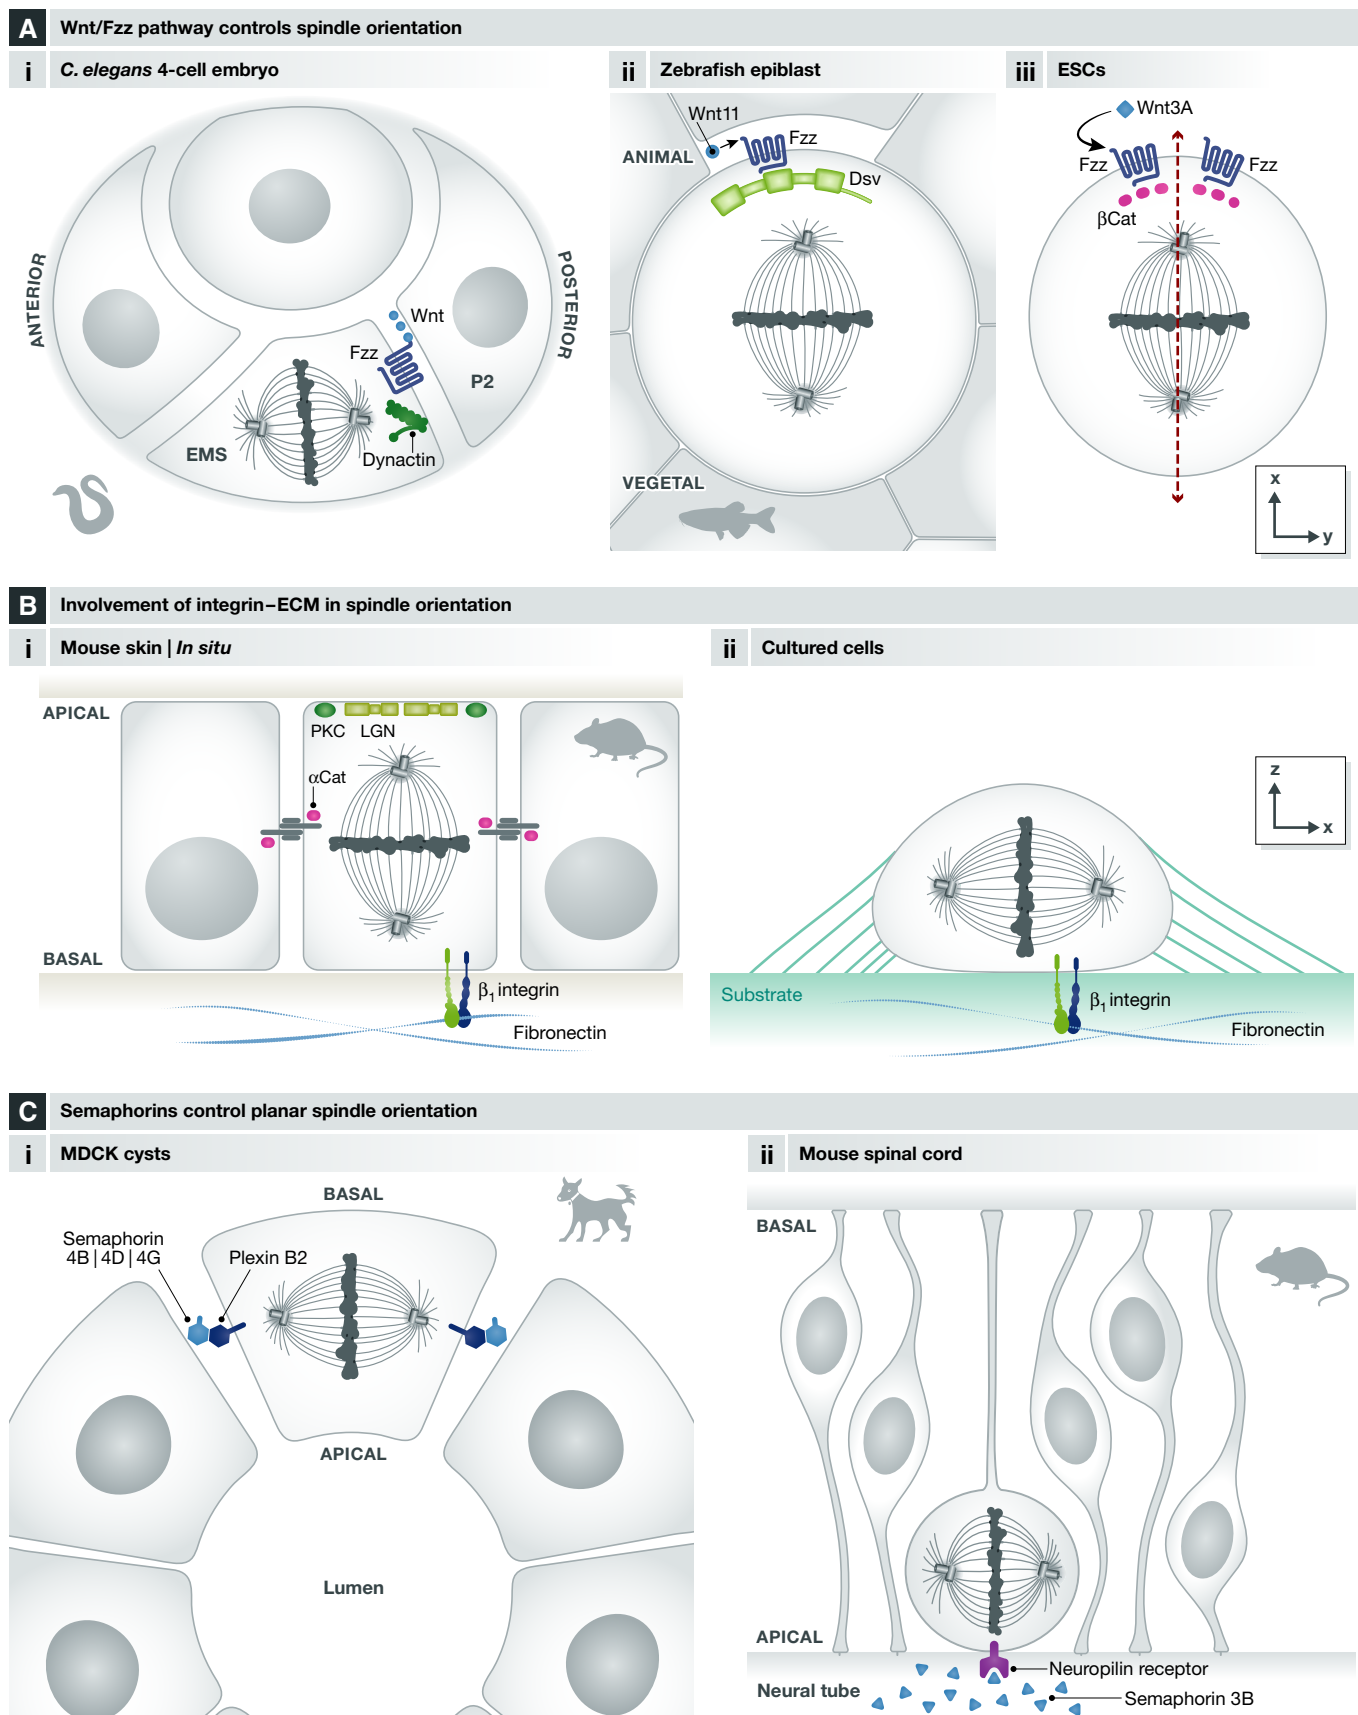 A Wnt/Fzz pathway controls spindle orientation
i C. elegans 4-cell embryo
ANTERIOR
POSTERIOR
Wnt
Fzz
P2
EMS
Dynactin
ii Zebrafish epiblast
Wnt11
Fzz
ANIMAL
Dsv
VEGETAL
iii ESCs
Wnt3A
Fzz
Fzz
βCat
x
y
B Involvement of integrin–ECM in spindle orientation
i Mouse skin | In situ
APICAL
PKC LGN
αCat
BASAL
β1 integrin
Fibronectin
ii Cultured cells
z
x
Substrate
β1 integrin
Fibronectin
C Semaphorins control planar spindle orientation
i MDCK cysts
BASAL
Semaphorin
4B | 4D | 4G
Plexin B2
APICAL
Lumen
ii Mouse spinal cord
BASAL
APICAL
Neuropilin receptor
Neural tube
Semaphorin 3B